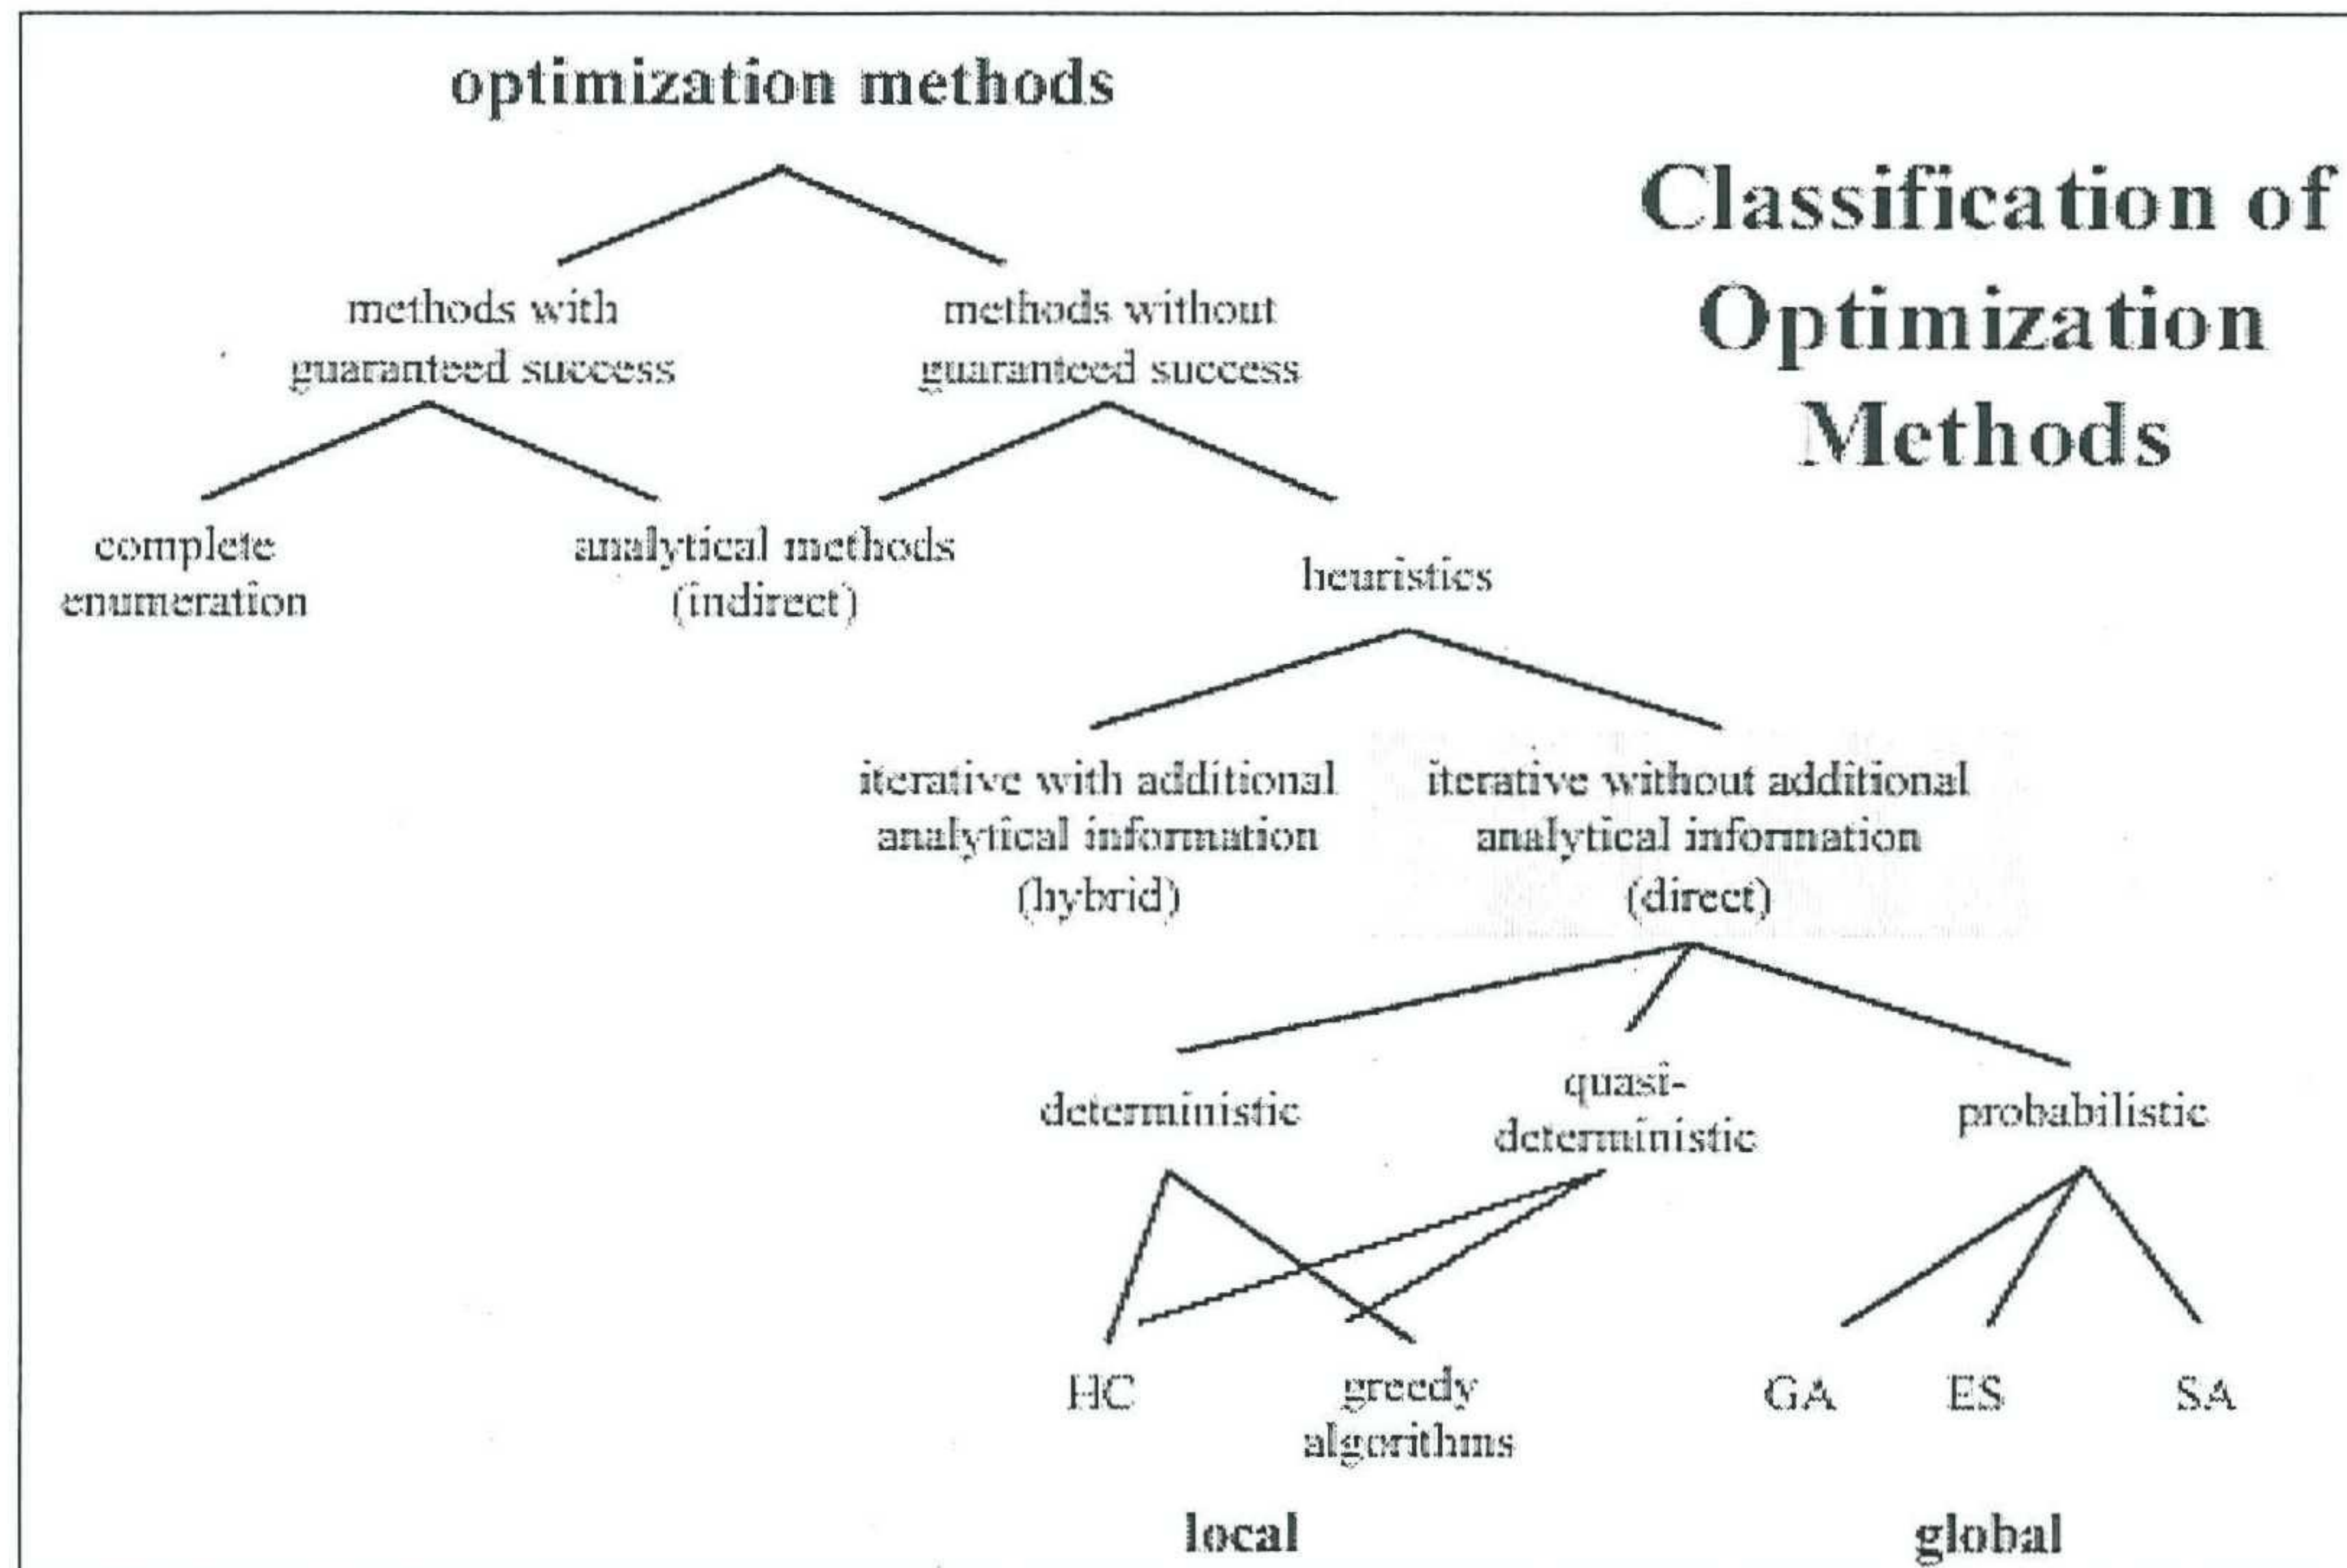 optimization methods
Classification of
Optimization
Methods
methods with
guaranteed success
methods without
guaranteed success
complete
enumeration
analytical methods
(indirect)
heuristics
iterative with additional
analytical information
(hybrid)
iterative without additional
analytical information
(direct)
deterministic
quasi-
deterministic
probabilistic
HC
greedy
algorithms
GA
ES
SA
local
global